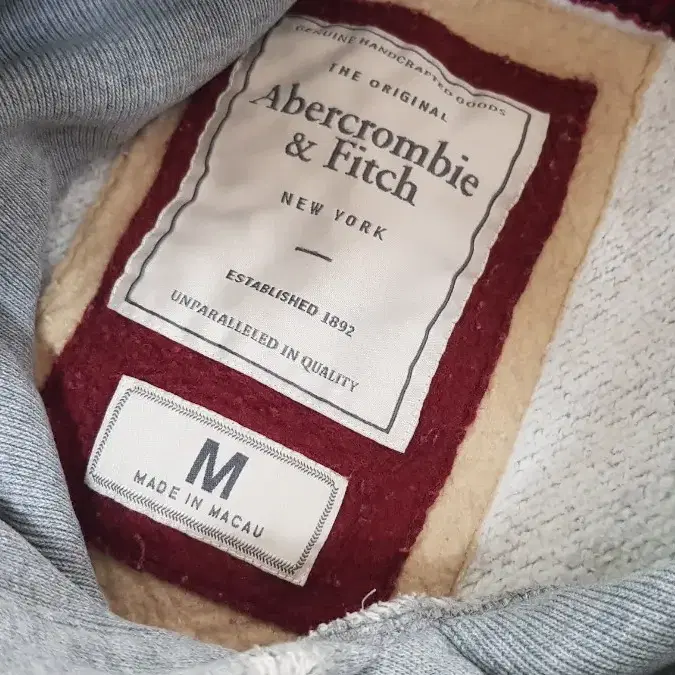 GENUINE HANDCRAFTED GOODS
THE ORIGINAL
Abercrombie
& Fitch
NEW YORK
ESTABLISHED 1892
UNPARALLELED IN QUALITY
M
MADE IN MACAU